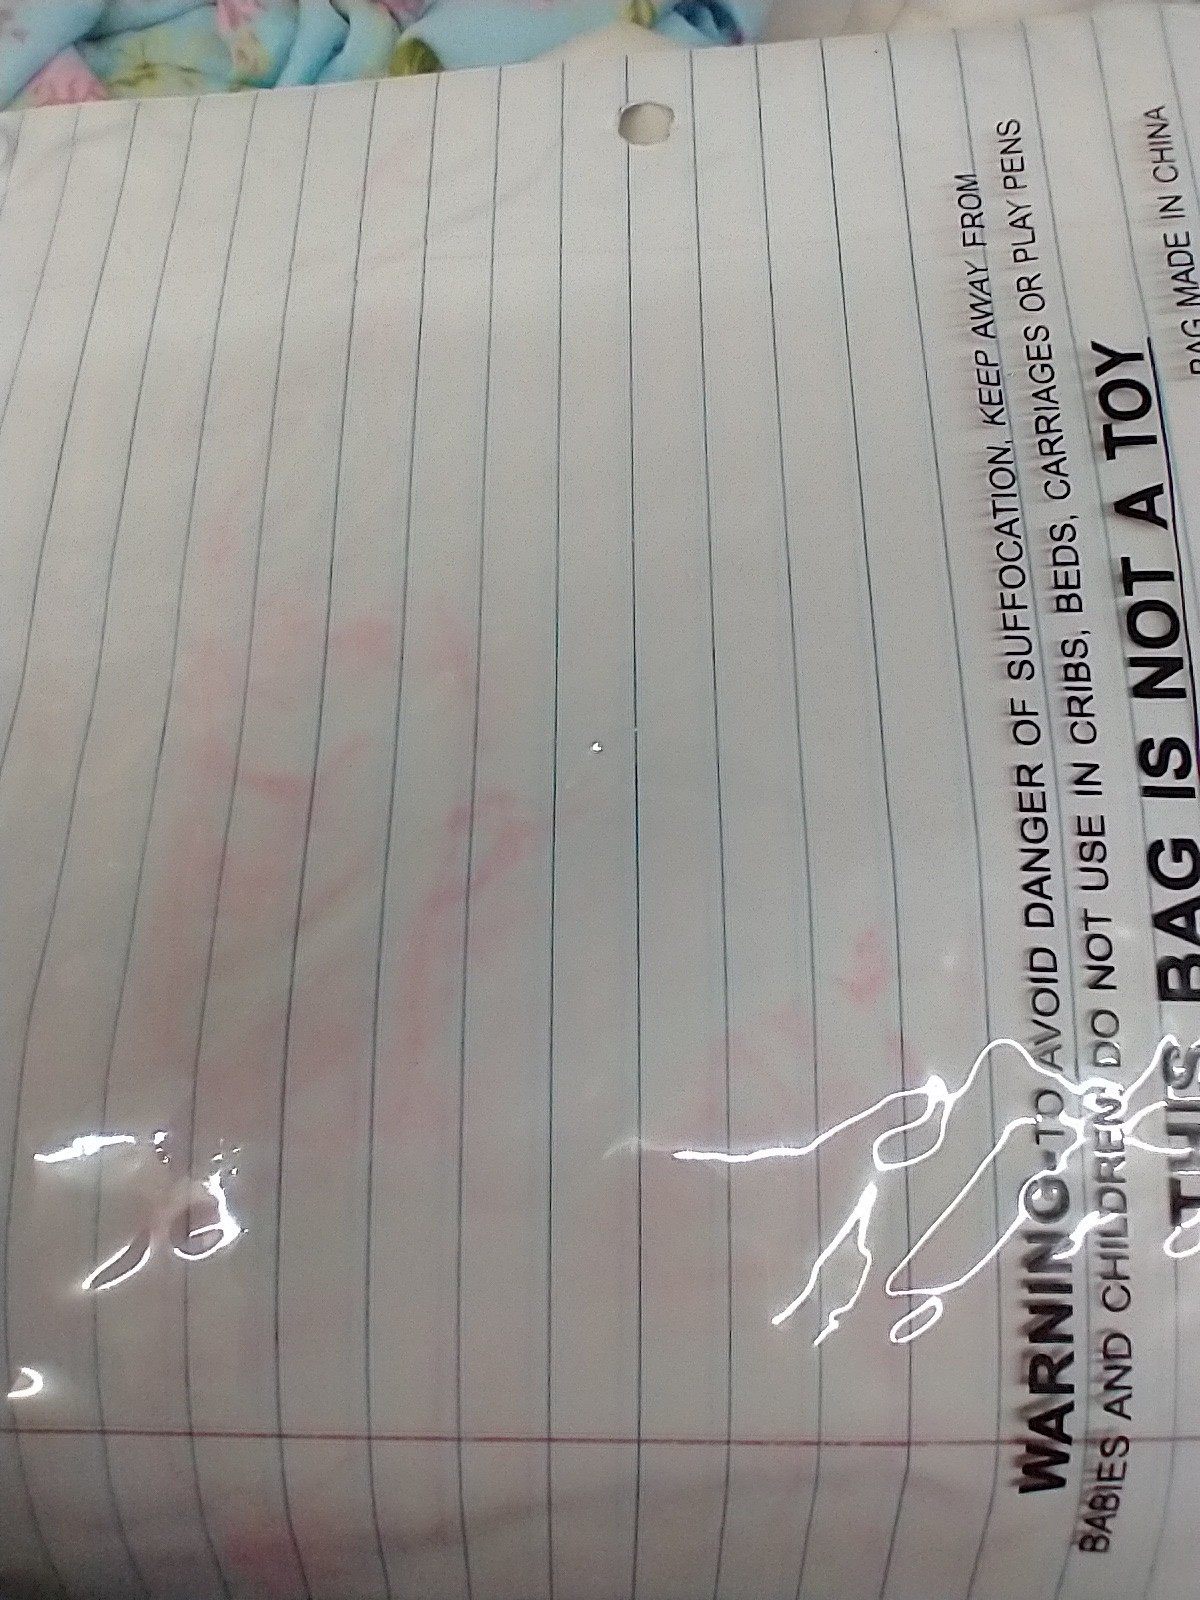 WARNING-TO AVOID DANGER OF SUFFOCATION, KEEP AWAY FROM
BABIES AND CHILDREN. DO NOT USE IN CRIBS, BEDS, CARRIAGES OR PLAY PENS
THIS BAG IS NOT A TOY
BAG MADE IN CHINA